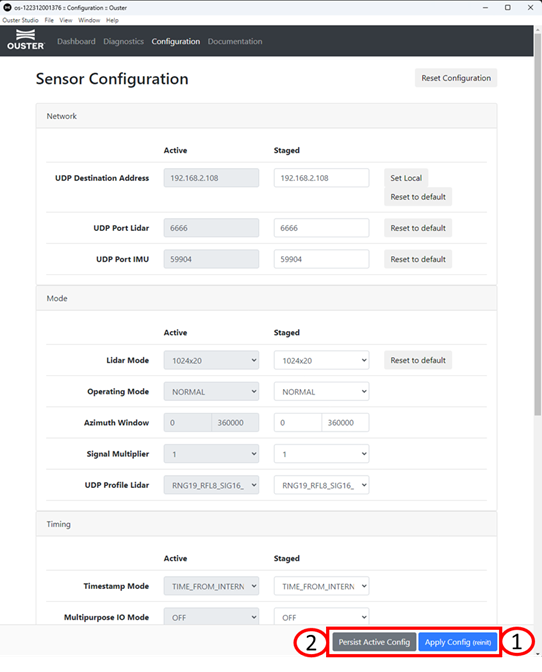 os-122312001376 :: Configuration :: Ouster
Ouster Studio File View Window Help
OUSTER Dashboard Diagnostics Configuration Documentation
Sensor Configuration Reset Configuration
Network
Active Staged
UDP Destination Address 192.168.2.108 192.168.2.108 Set Local
Reset to default
UDP Port Lidar 6666 6666 Reset to default
UDP Port IMU 59904 59904 Reset to default
Mode
Active Staged
Lidar Mode 1024x20 1024x20 Reset to default
Operating Mode NORMAL NORMAL
Azimuth Window 0 360000 0 360000
Signal Multiplier 1 1
UDP Profile Lidar RNG19_RFL8_SIG16_ RNG19_RFL8_SIG16_
Timing
Active Staged
Timestamp Mode TIME_FROM_INTERN TIME_FROM_INTERN
Multipurpose IO Mode OFF OFF
2 Persist Active Config Apply Config (reinit) 1